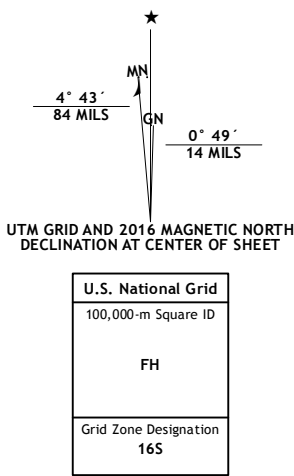 ★
MN
4° 43´
84 MILS
GN
0° 49´
14 MILS
UTM GRID AND 2016 MAGNETIC NORTH
DECLINATION AT CENTER OF SHEET
U.S. National Grid
100,000-m Square ID
FH
Grid Zone Designation
16S